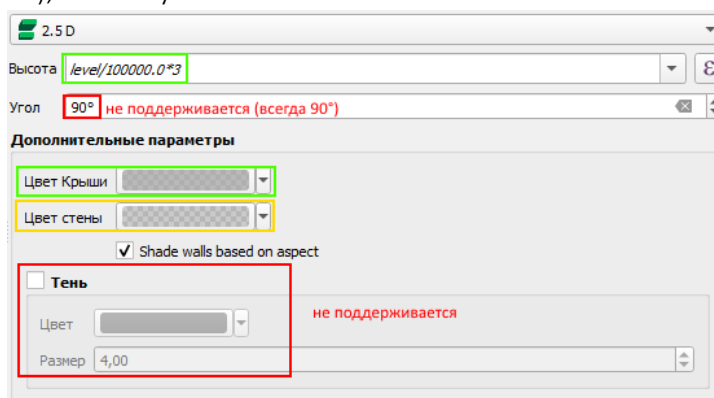 2.5 D
Высота level/100000.0*3 ε
Угол 90° не поддерживается (всегда 90°)
Дополнительные параметры
Цвет Крыши
Цвет стены
Shade walls based on aspect
Тень
не поддерживается
Цвет
Размер 4,00